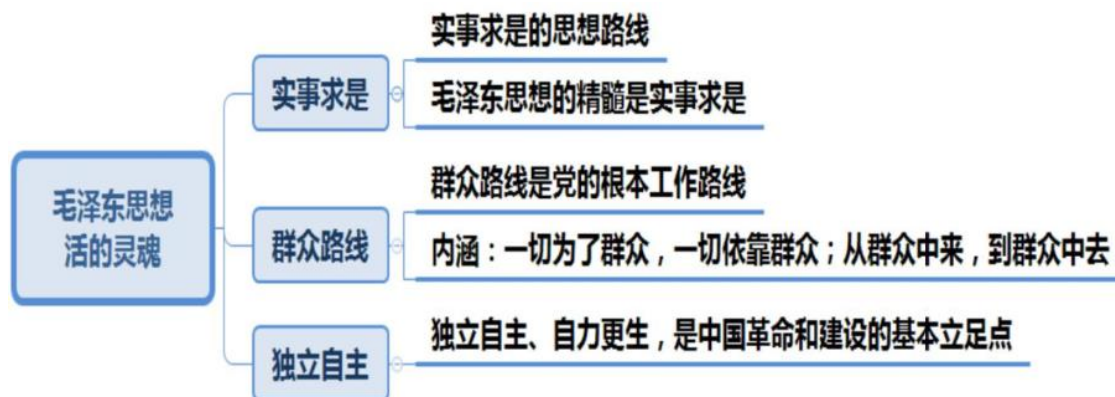 毛泽东思想
活的灵魂
实事求是
实事求是的思想路线
毛泽东思想的精髓是实事求是
群众路线
群众路线是党的根本工作路线
内涵：一切为了群众，一切依靠群众；从群众中来，到群众中去
独立自主
独立自主、自力更生，是中国革命和建设的基本立足点